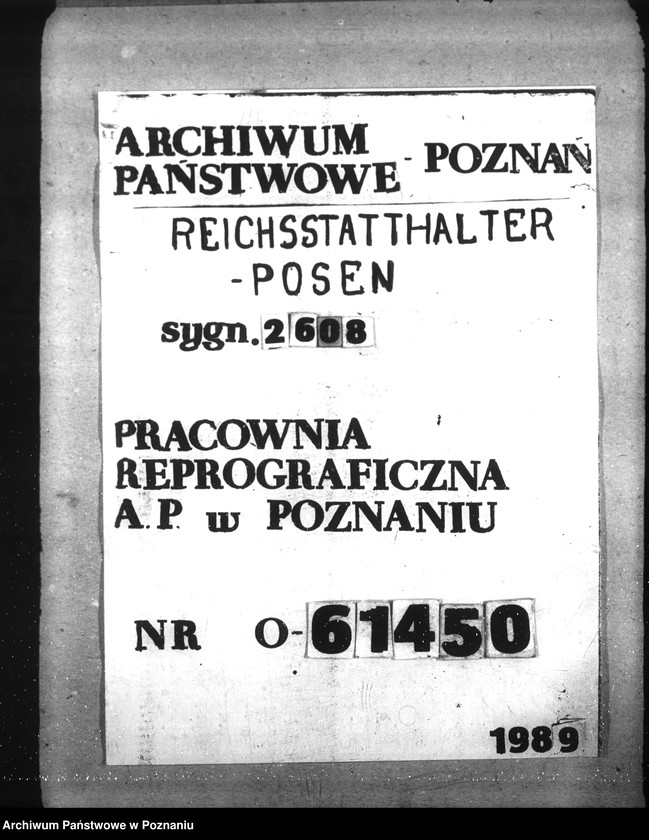 ARCHIWUM
PAŃSTWOWE - POZNAŃ
REICHSSTATTHALTER
-POSEN
sygn. 2608
PRACOWNIA
REPROGRAFICZNA
A. P. w POZNANIU
NR O-61450
1989
Archiwum Państwowe w Poznaniu